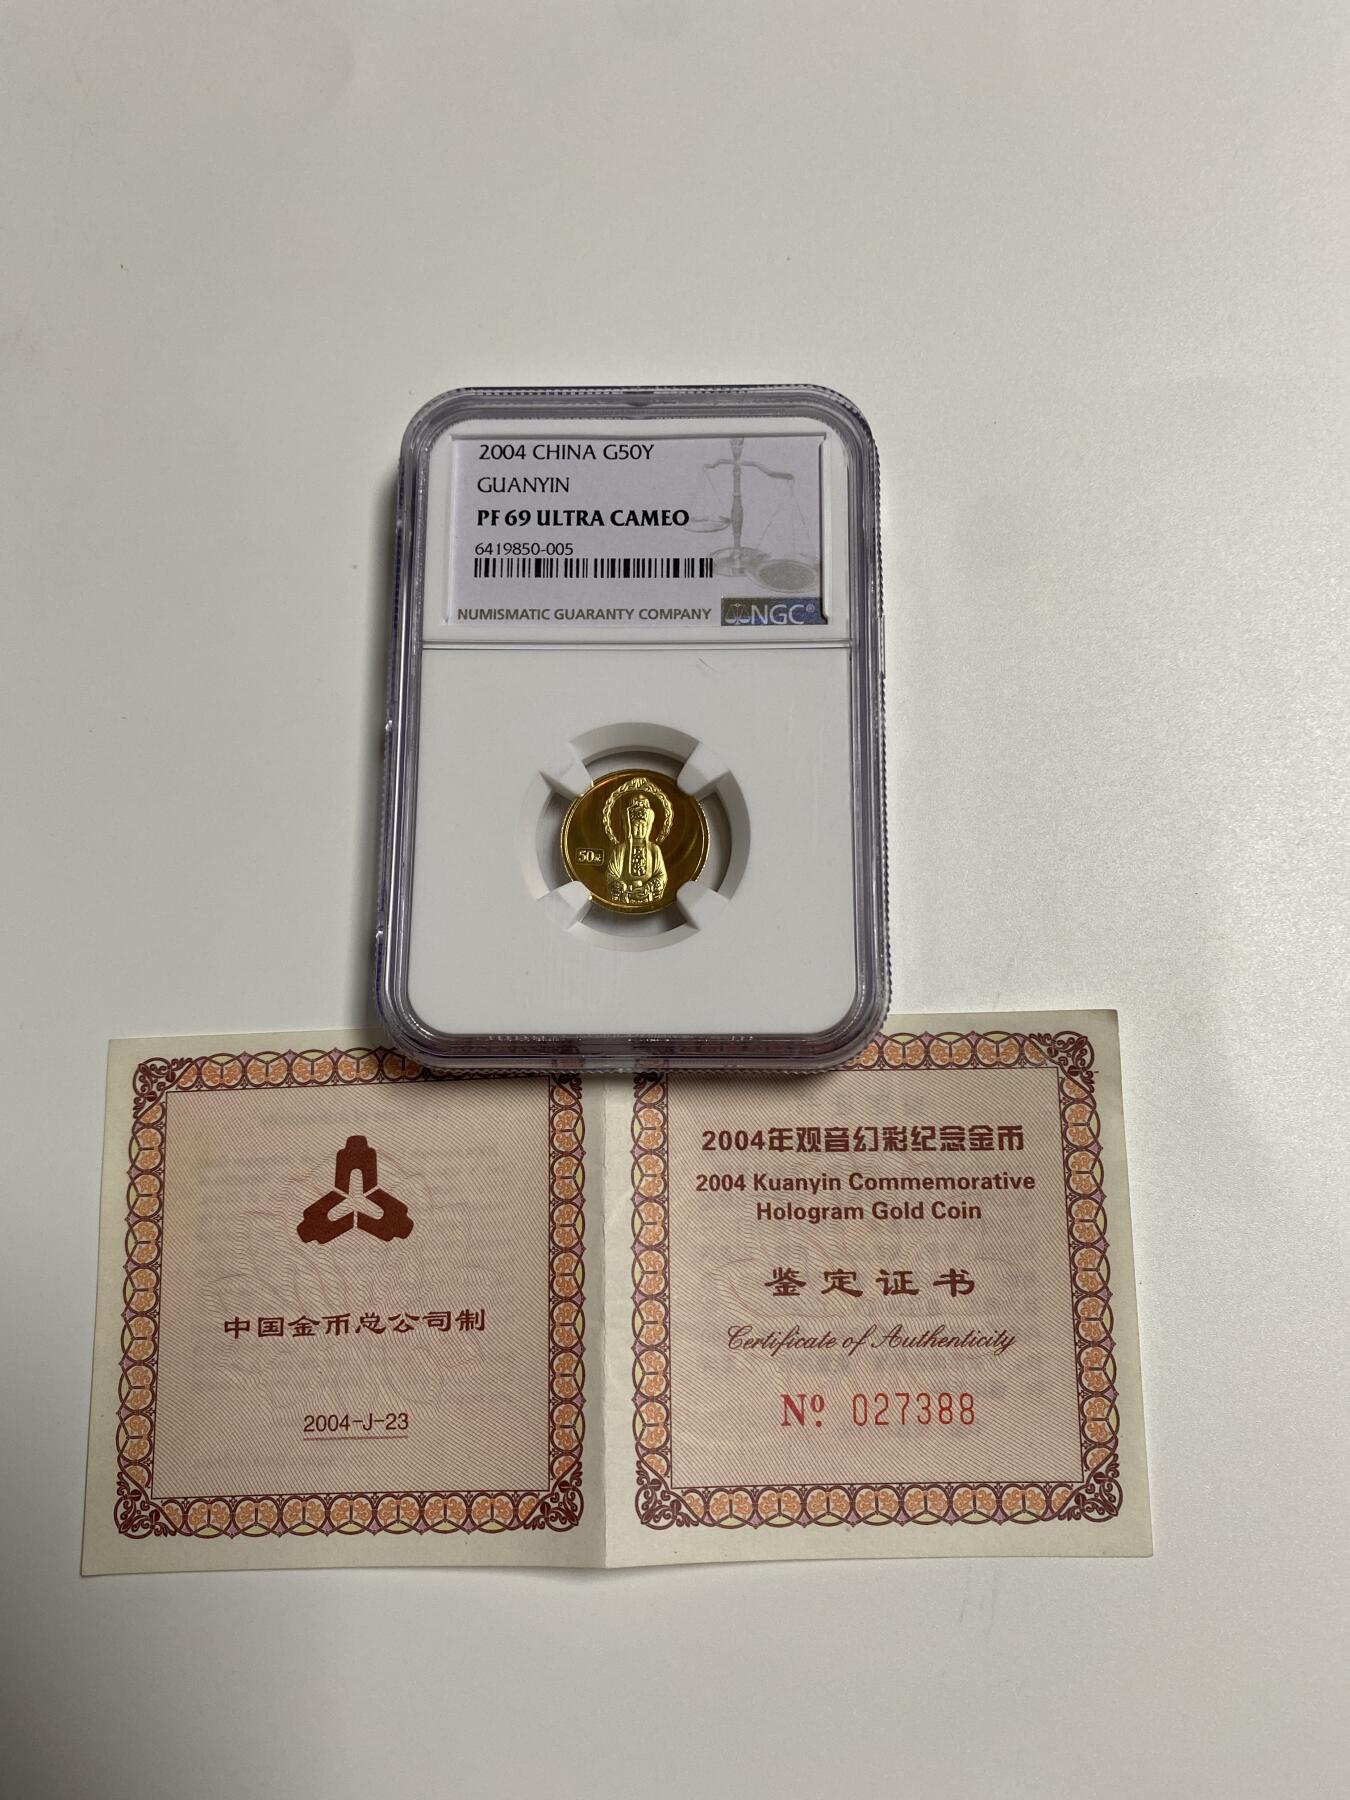 2004 CHINA G50Y
GUANYIN
PF 69 ULTRA CAMEO
6419850-005
NUMISMATIC GUARANTY COMPANY NGC®
50元
中国金币总公司制
2004-J-23
2004年观音幻彩纪念金币
2004 Kuanyin Commemorative
Hologram Gold Coin
鉴定证书
Certificate of Authenticity
Nº 027388